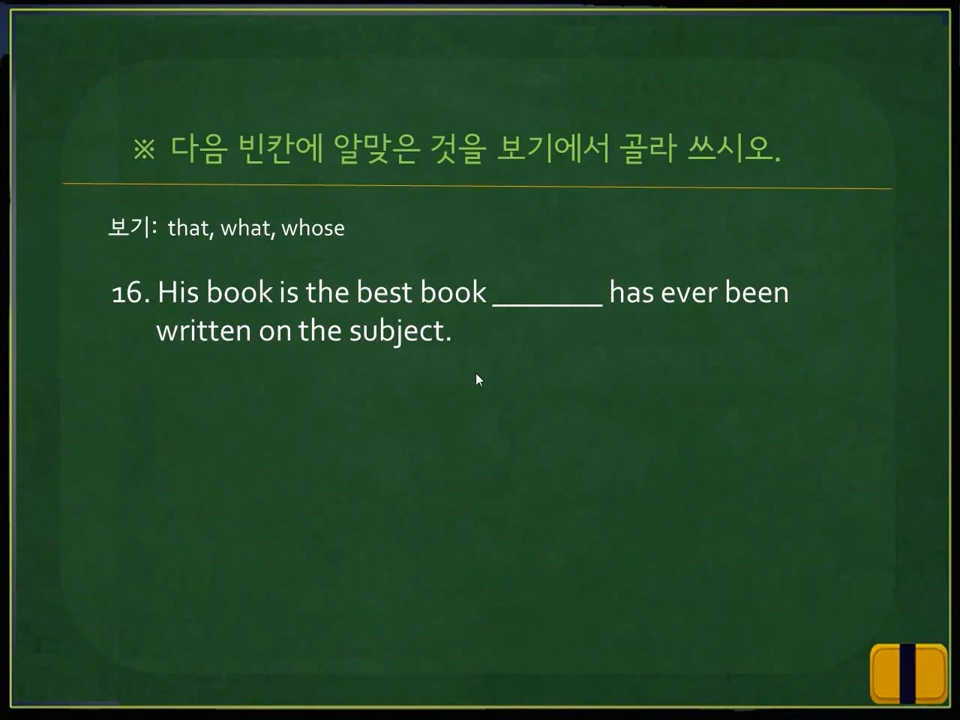 ※ 다음 빈칸에 알맞은 것을 보기에서 골라 쓰시오.
보기: that, what, whose
16. His book is the best book ________ has ever been
written on the subject.